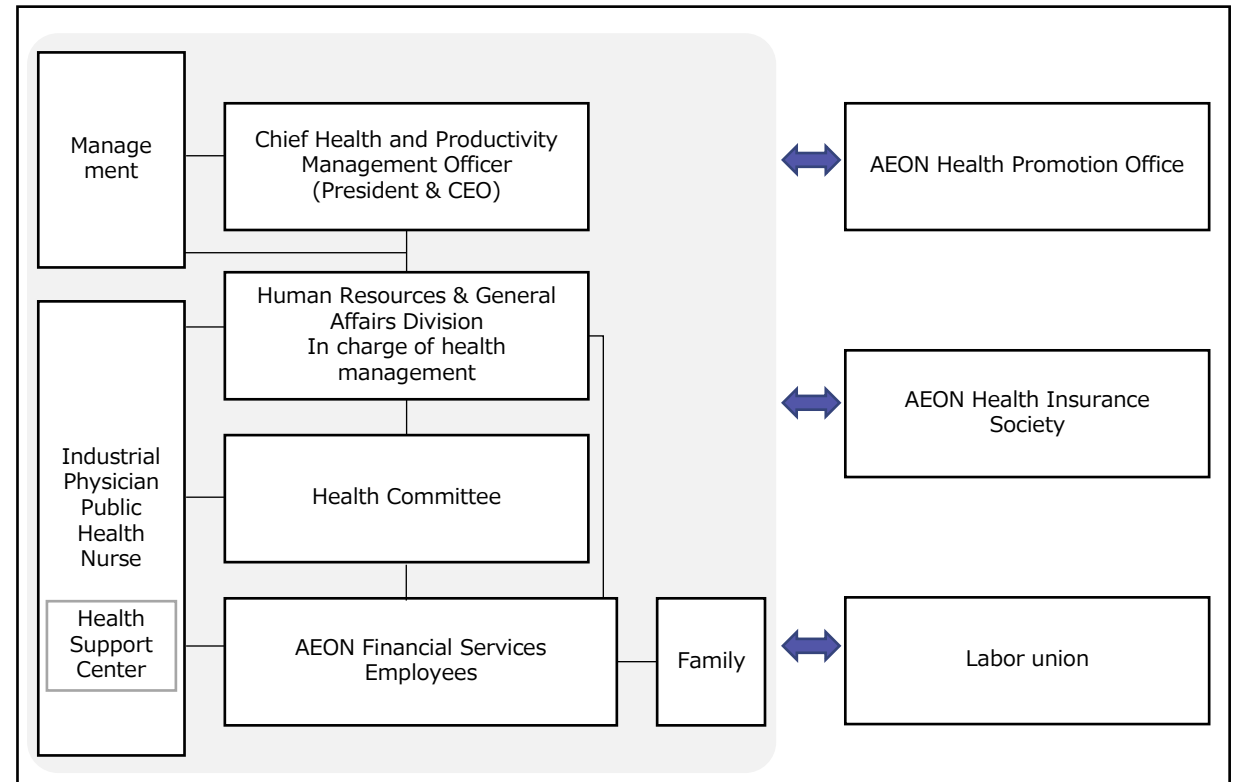 Manage
ment
Chief Health and Productivity
Management Officer
(President & CEO)
AEON Health Promotion Office
Human Resources & General
Affairs Division
In charge of health
management
AEON Health Insurance
Society
Industrial
Physician
Public
Health
Nurse
Health Committee
Health
Support
Center
AEON Financial Services
Employees
Family
Labor union